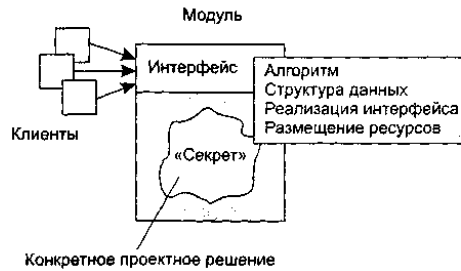 Модуль
Интерфейс
Алгоритм
Структура данных
Реализация интерфейса
Размещение ресурсов
Клиенты
«Секрет»
Конкретное проектное решение